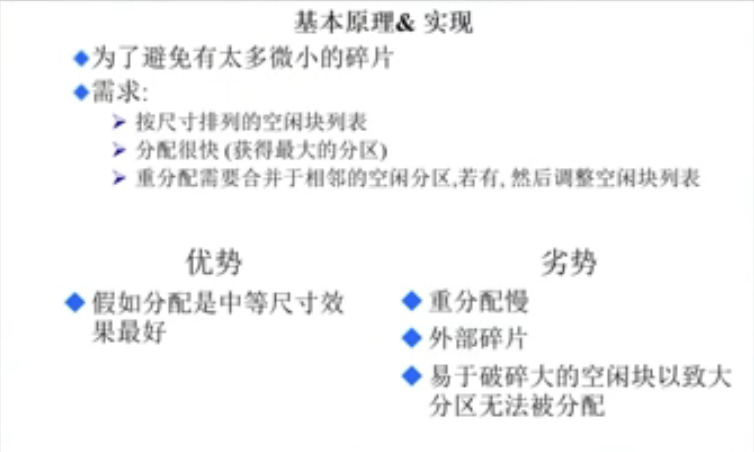 基本原理& 实现
为了避免有太多微小的碎片
需求:
按尺寸排列的空闲块列表
分配很快 (获得最大的分区)
重分配需要合并于相邻的空闲分区,若有, 然后调整空闲块列表
优势
假如分配是中等尺寸效
果最好
劣势
重分配慢
外部碎片
易于破碎大的空闲块以致大
分区无法被分配